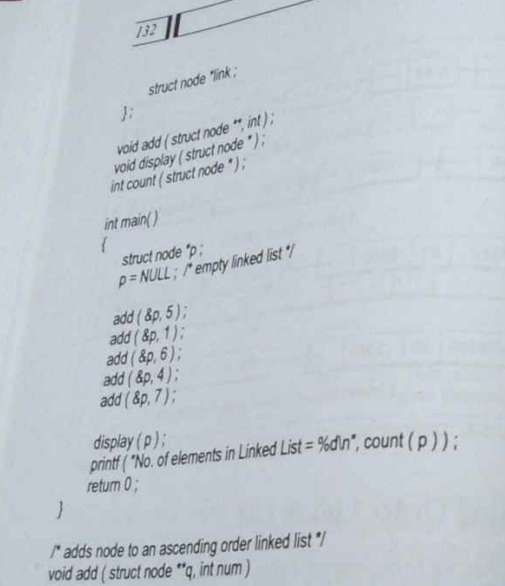 132
struct node *link ;
} ;
void add ( struct node **, int ) ;
void display ( struct node * ) ;
int count ( struct node * ) ;
int main( )
{
struct node *p ;
p = NULL ; /* empty linked list */
add ( &p, 5 ) ;
add ( &p, 1 ) ;
add ( &p, 6 ) ;
add ( &p, 4 ) ;
add ( &p, 7 ) ;
display ( p ) ;
printf ( "No. of elements in Linked List = %d\n", count ( p ) ) ;
return 0 ;
}
/* adds node to an ascending order linked list */
void add ( struct node **q, int num )